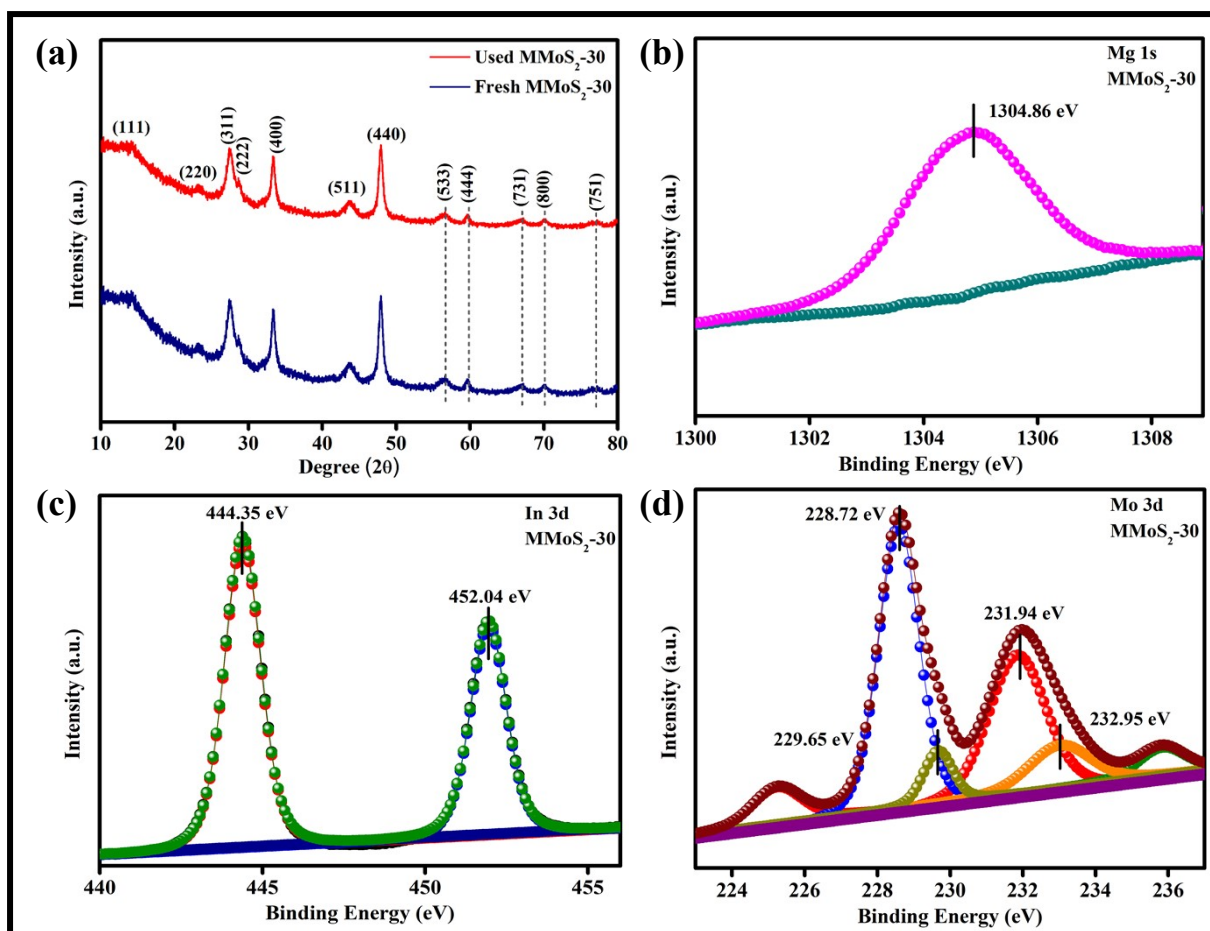 (a)
Used MMoS₂-30
Fresh MMoS₂-30
(111)
(220)
(311)
(222)
(400)
(511)
(440)
(533)
(444)
(731)
(800)
(751)
Intensity (a.u.)
10 20 30 40 50 60 70 80
Degree (2θ)
(b)
Mg 1s
MMoS₂-30
1304.86 eV
Intensity (a.u.)
1300 1302 1304 1306 1308
Binding Energy (eV)
(c)
444.35 eV
In 3d
MMoS₂-30
452.04 eV
Intensity (a.u.)
440 445 450 455
Binding Energy (eV)
(d)
228.72 eV
Mo 3d
MMoS₂-30
231.94 eV
229.65 eV
232.95 eV
Intensity (a.u.)
224 226 228 230 232 234 236
Binding Energy (eV)